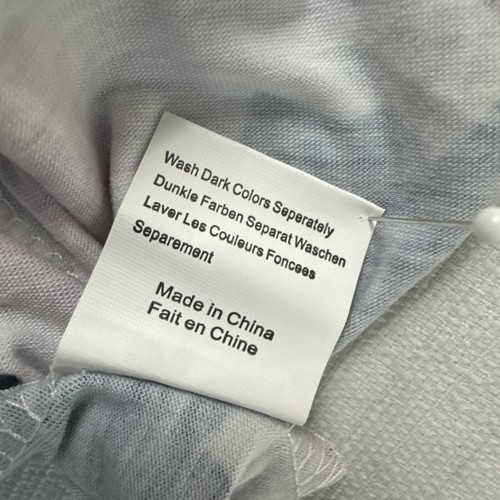 Wash Dark Colors Seperately
Dunkle Farben Separat Waschen
Laver Les Couleurs Foncees
Separement
Made in China
Fait en Chine